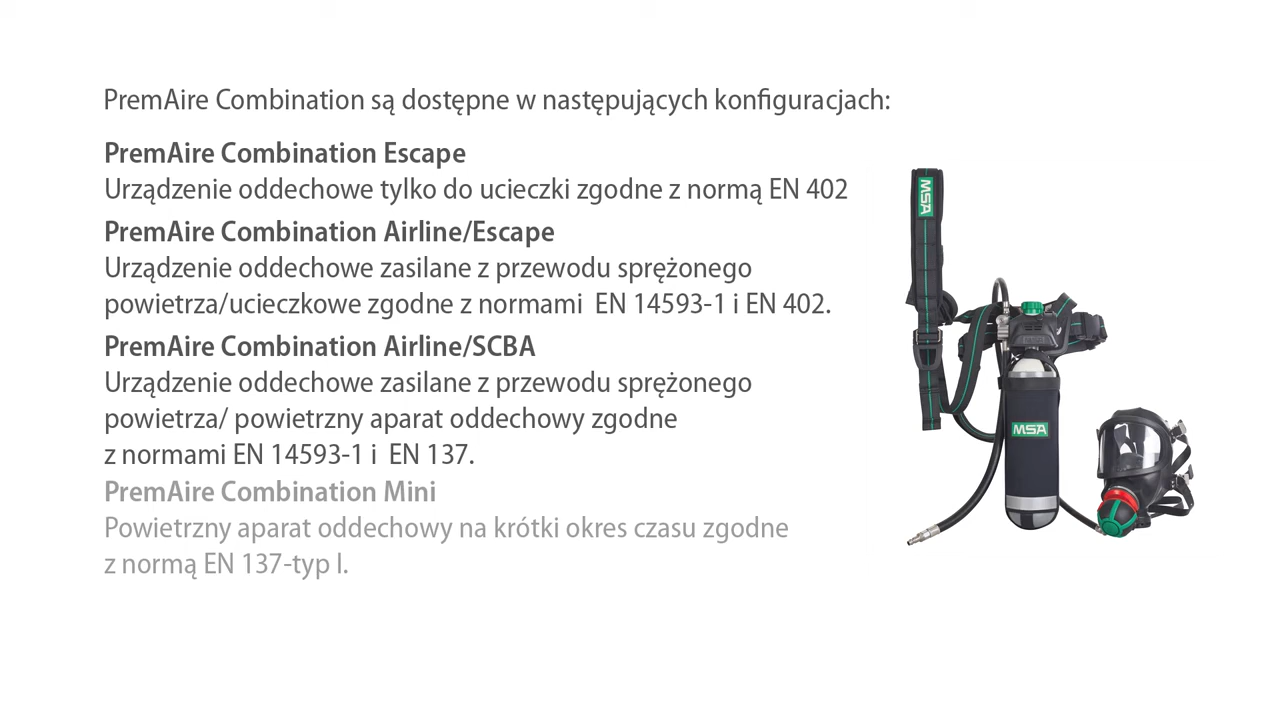 PremAire Combination są dostępne w następujących konfiguracjach:
PremAire Combination Escape
Urządzenie oddechowe tylko do ucieczki zgodne z normą EN 402
PremAire Combination Airline/Escape
Urządzenie oddechowe zasilane z przewodu sprężonego
powietrza/ucieczkowe zgodne z normami EN 14593-1 i EN 402.
PremAire Combination Airline/SCBA
Urządzenie oddechowe zasilane z przewodu sprężonego
powietrza/ powietrzny aparat oddechowy zgodne
z normami EN 14593-1 i EN 137.
PremAire Combination Mini
Powietrzny aparat oddechowy na krótki okres czasu zgodne
z normą EN 137-typ I.
MSA
MSA